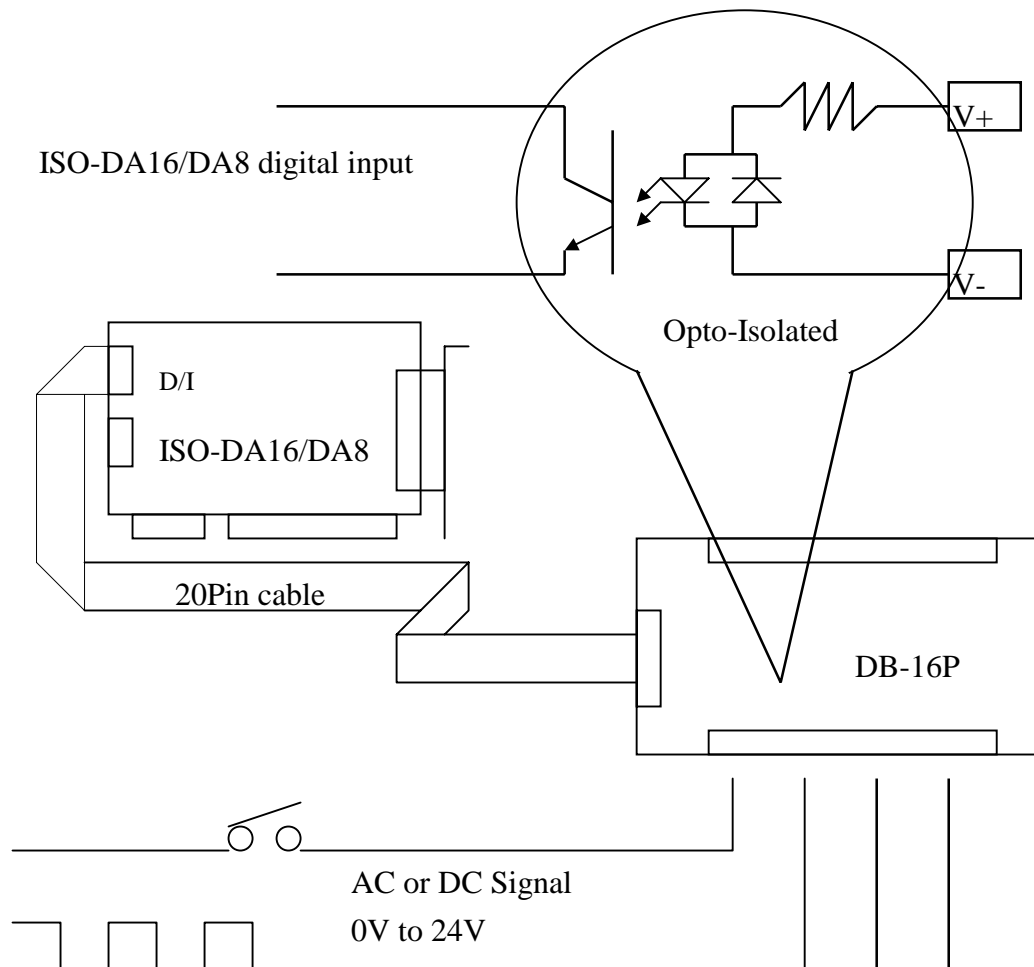 V+
ISO-DA16/DA8 digital input
V-
Opto-Isolated
D/I
ISO-DA16/DA8
20Pin cable
DB-16P
AC or DC Signal
0V to 24V